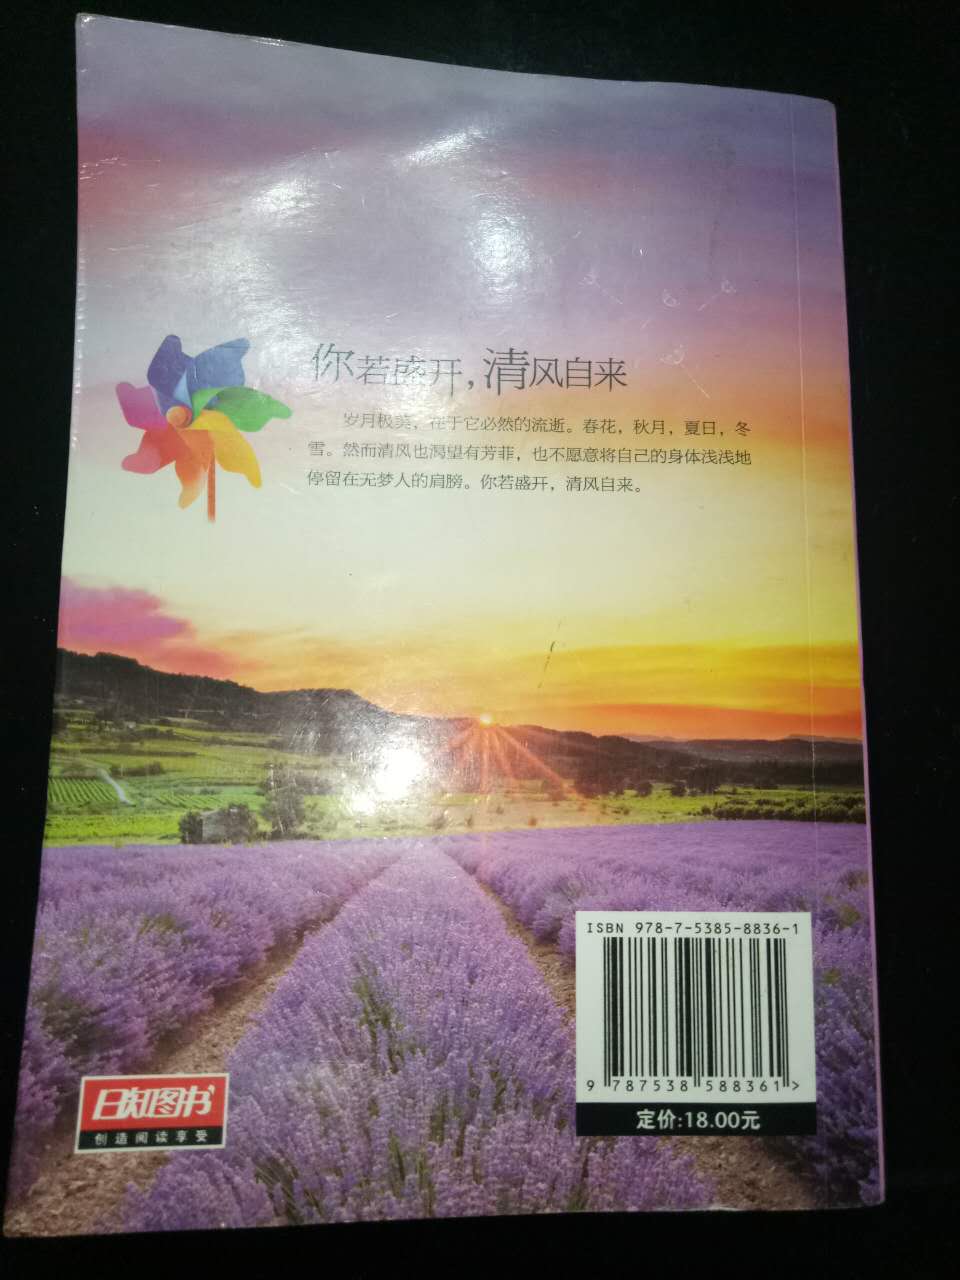 你若盛开，清风自来
岁月极美，在于它必然的流逝。春花，秋月，夏日，冬
雪。然而清风也渴望有芳菲，也不愿意将自己的身体浅浅地
停留在无梦人的肩膀。你若盛开，清风自来。
ISBN 978-7-5385-8836-1
9 787538 588361 >
定价:18.00元
日知图书
创造阅读享受